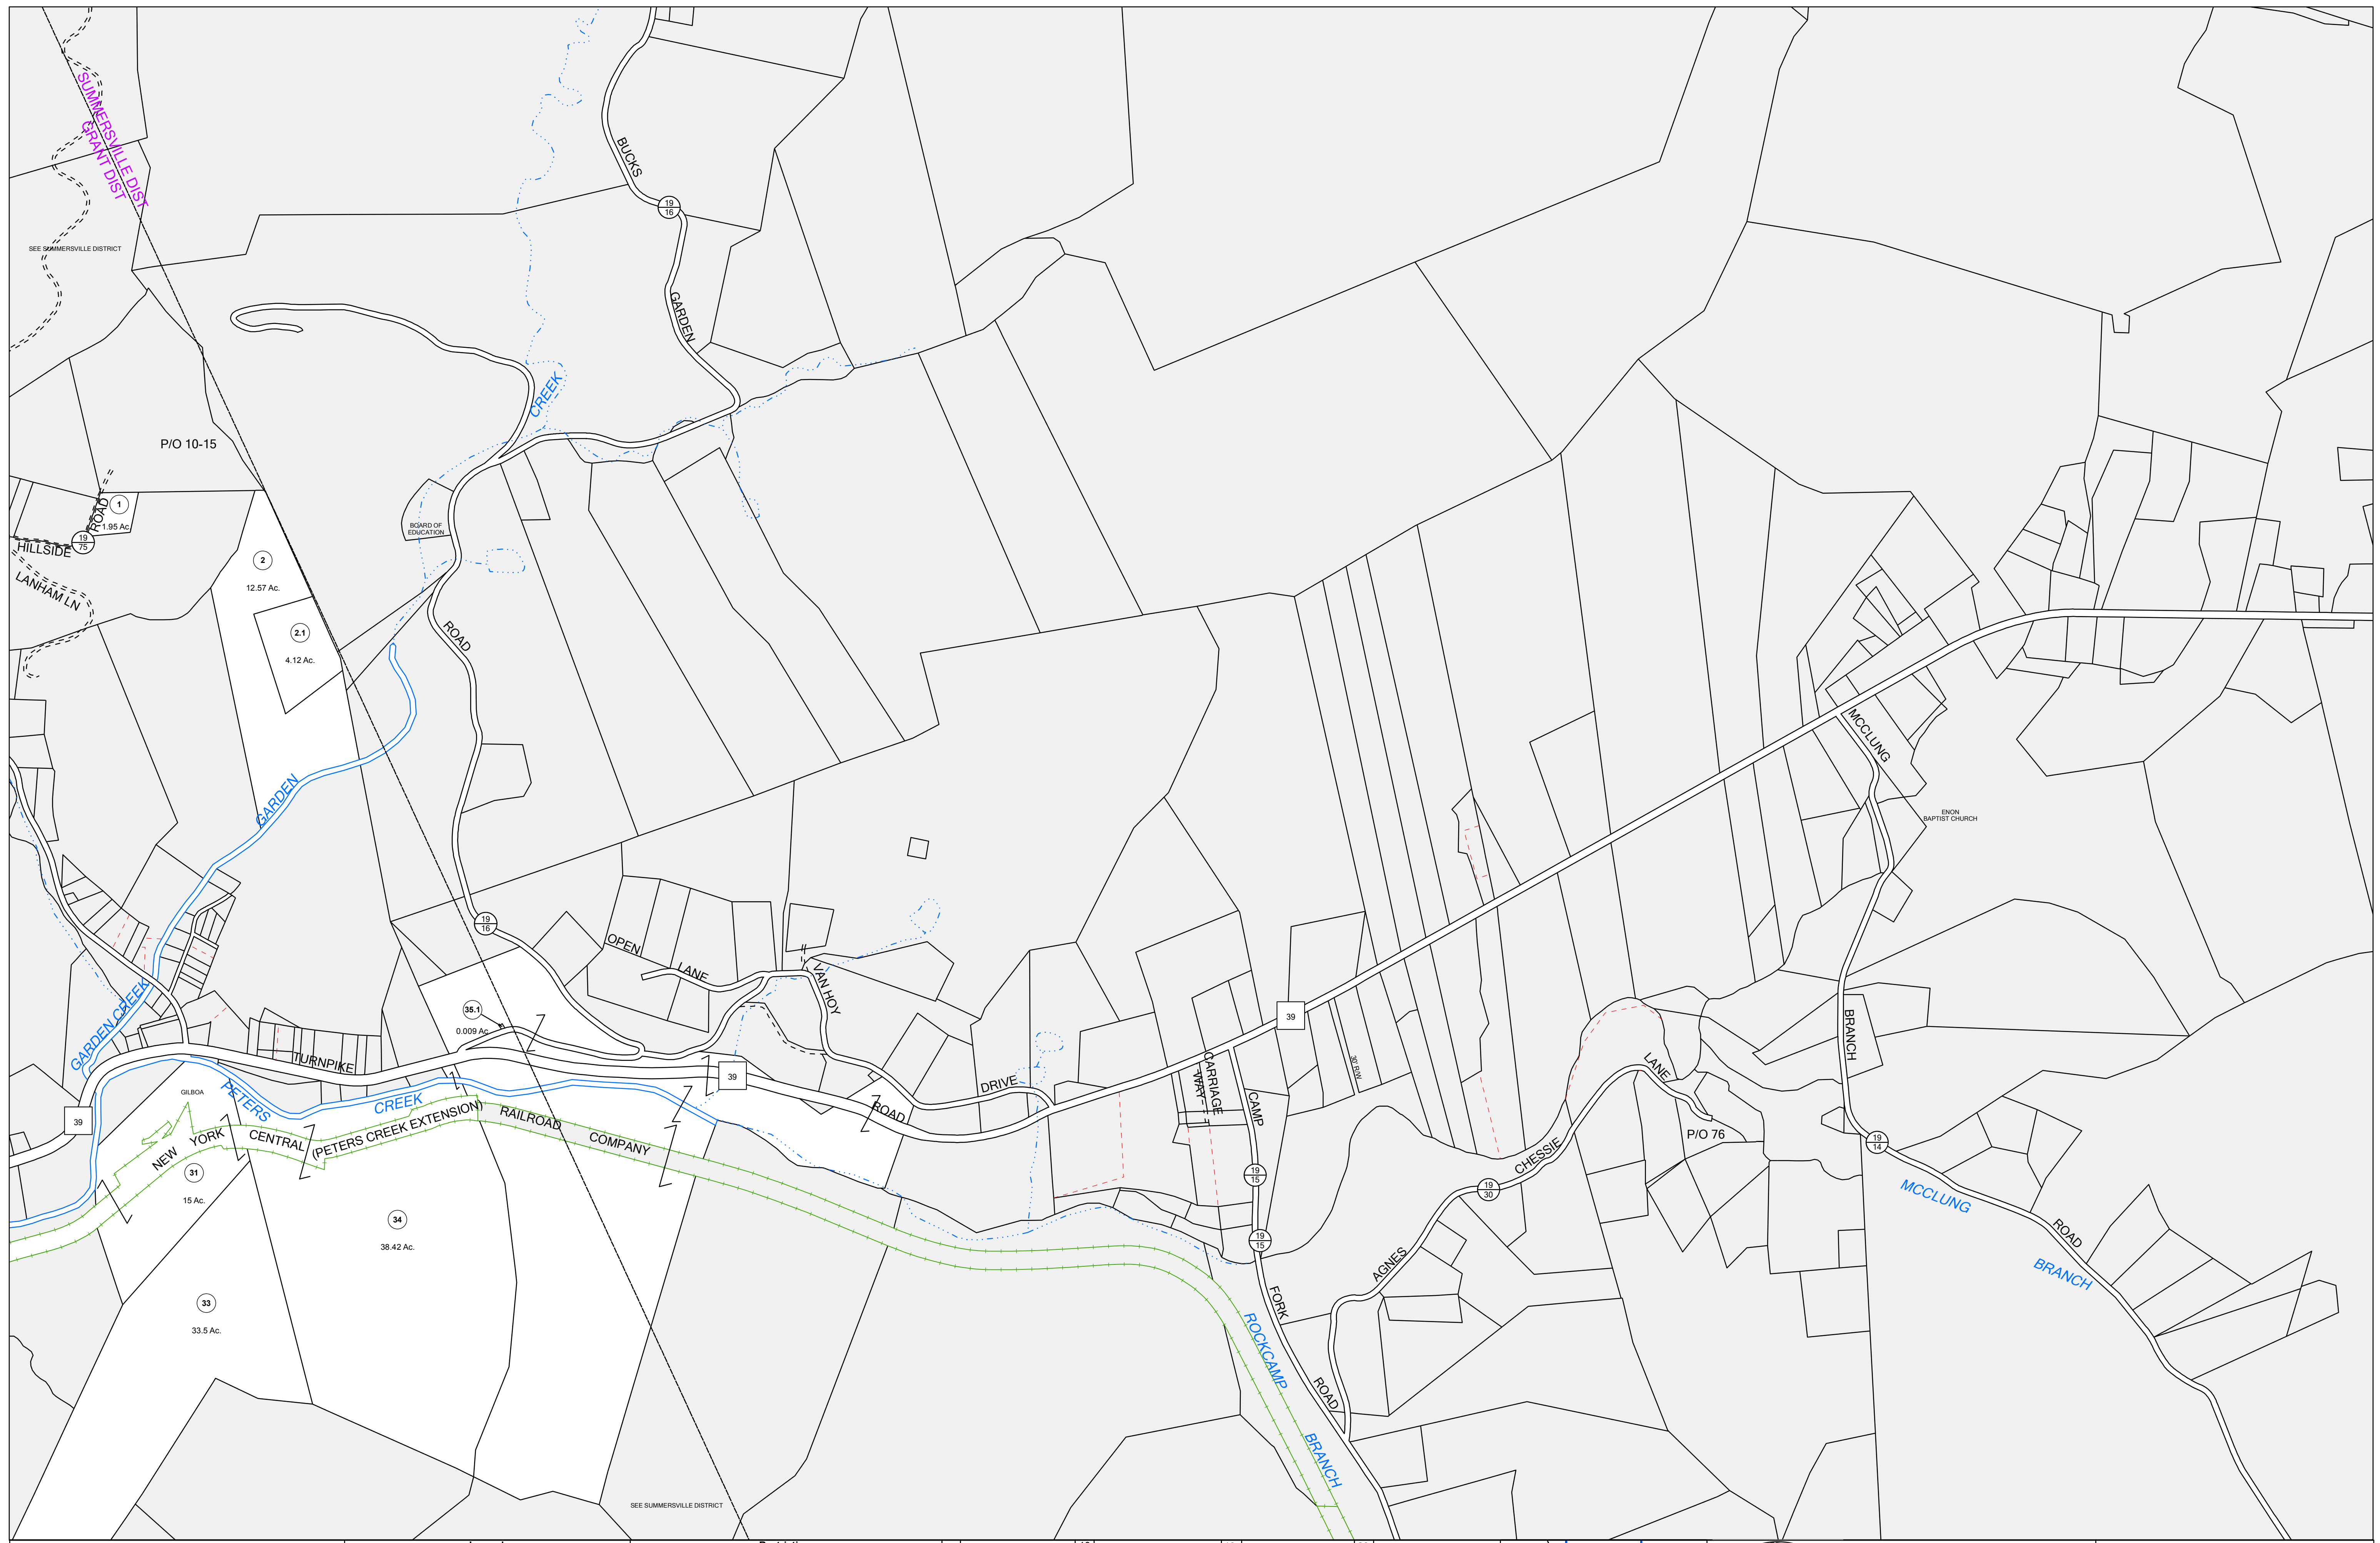 SUMMERSVILLE DIST
GRANT DIST
SEE SUMMERSVILLE DISTRICT
BUCKS
19
16
GARDEN
CREEK
P/O 10-15
1
1.95 Ac.
ROAD
19
75
HILLSIDE
LANHAM LN
2
12.57 Ac.
2.1
4.12 Ac.
BOARD OF
EDUCATION
ROAD
GARDEN
MCCLUNG
ENON
BAPTIST CHURCH
19
16
OPEN
LANE
VAN HOY
35.1
0.009 Ac.
GARDEN CREEK
TURNPIKE
39
39
39
DRIVE
ROAD
CARRIAGE
WAY
30' R/W
CAMP
BRANCH
LANE
GILBOA
PETERS
CREEK
NEW
YORK
CENTRAL
(PETERS CREEK EXTENSION)
RAILROAD
COMPANY
31
15 Ac.
P/O 76
CHESSIE
19
14
19
15
19
30
MCCLUNG
BRANCH
ROAD
34
38.42 Ac.
19
15
AGNES
33
33.5 Ac.
FORK
ROCKCAMP
ROAD
BRANCH
SEE SUMMERSVILLE DISTRICT